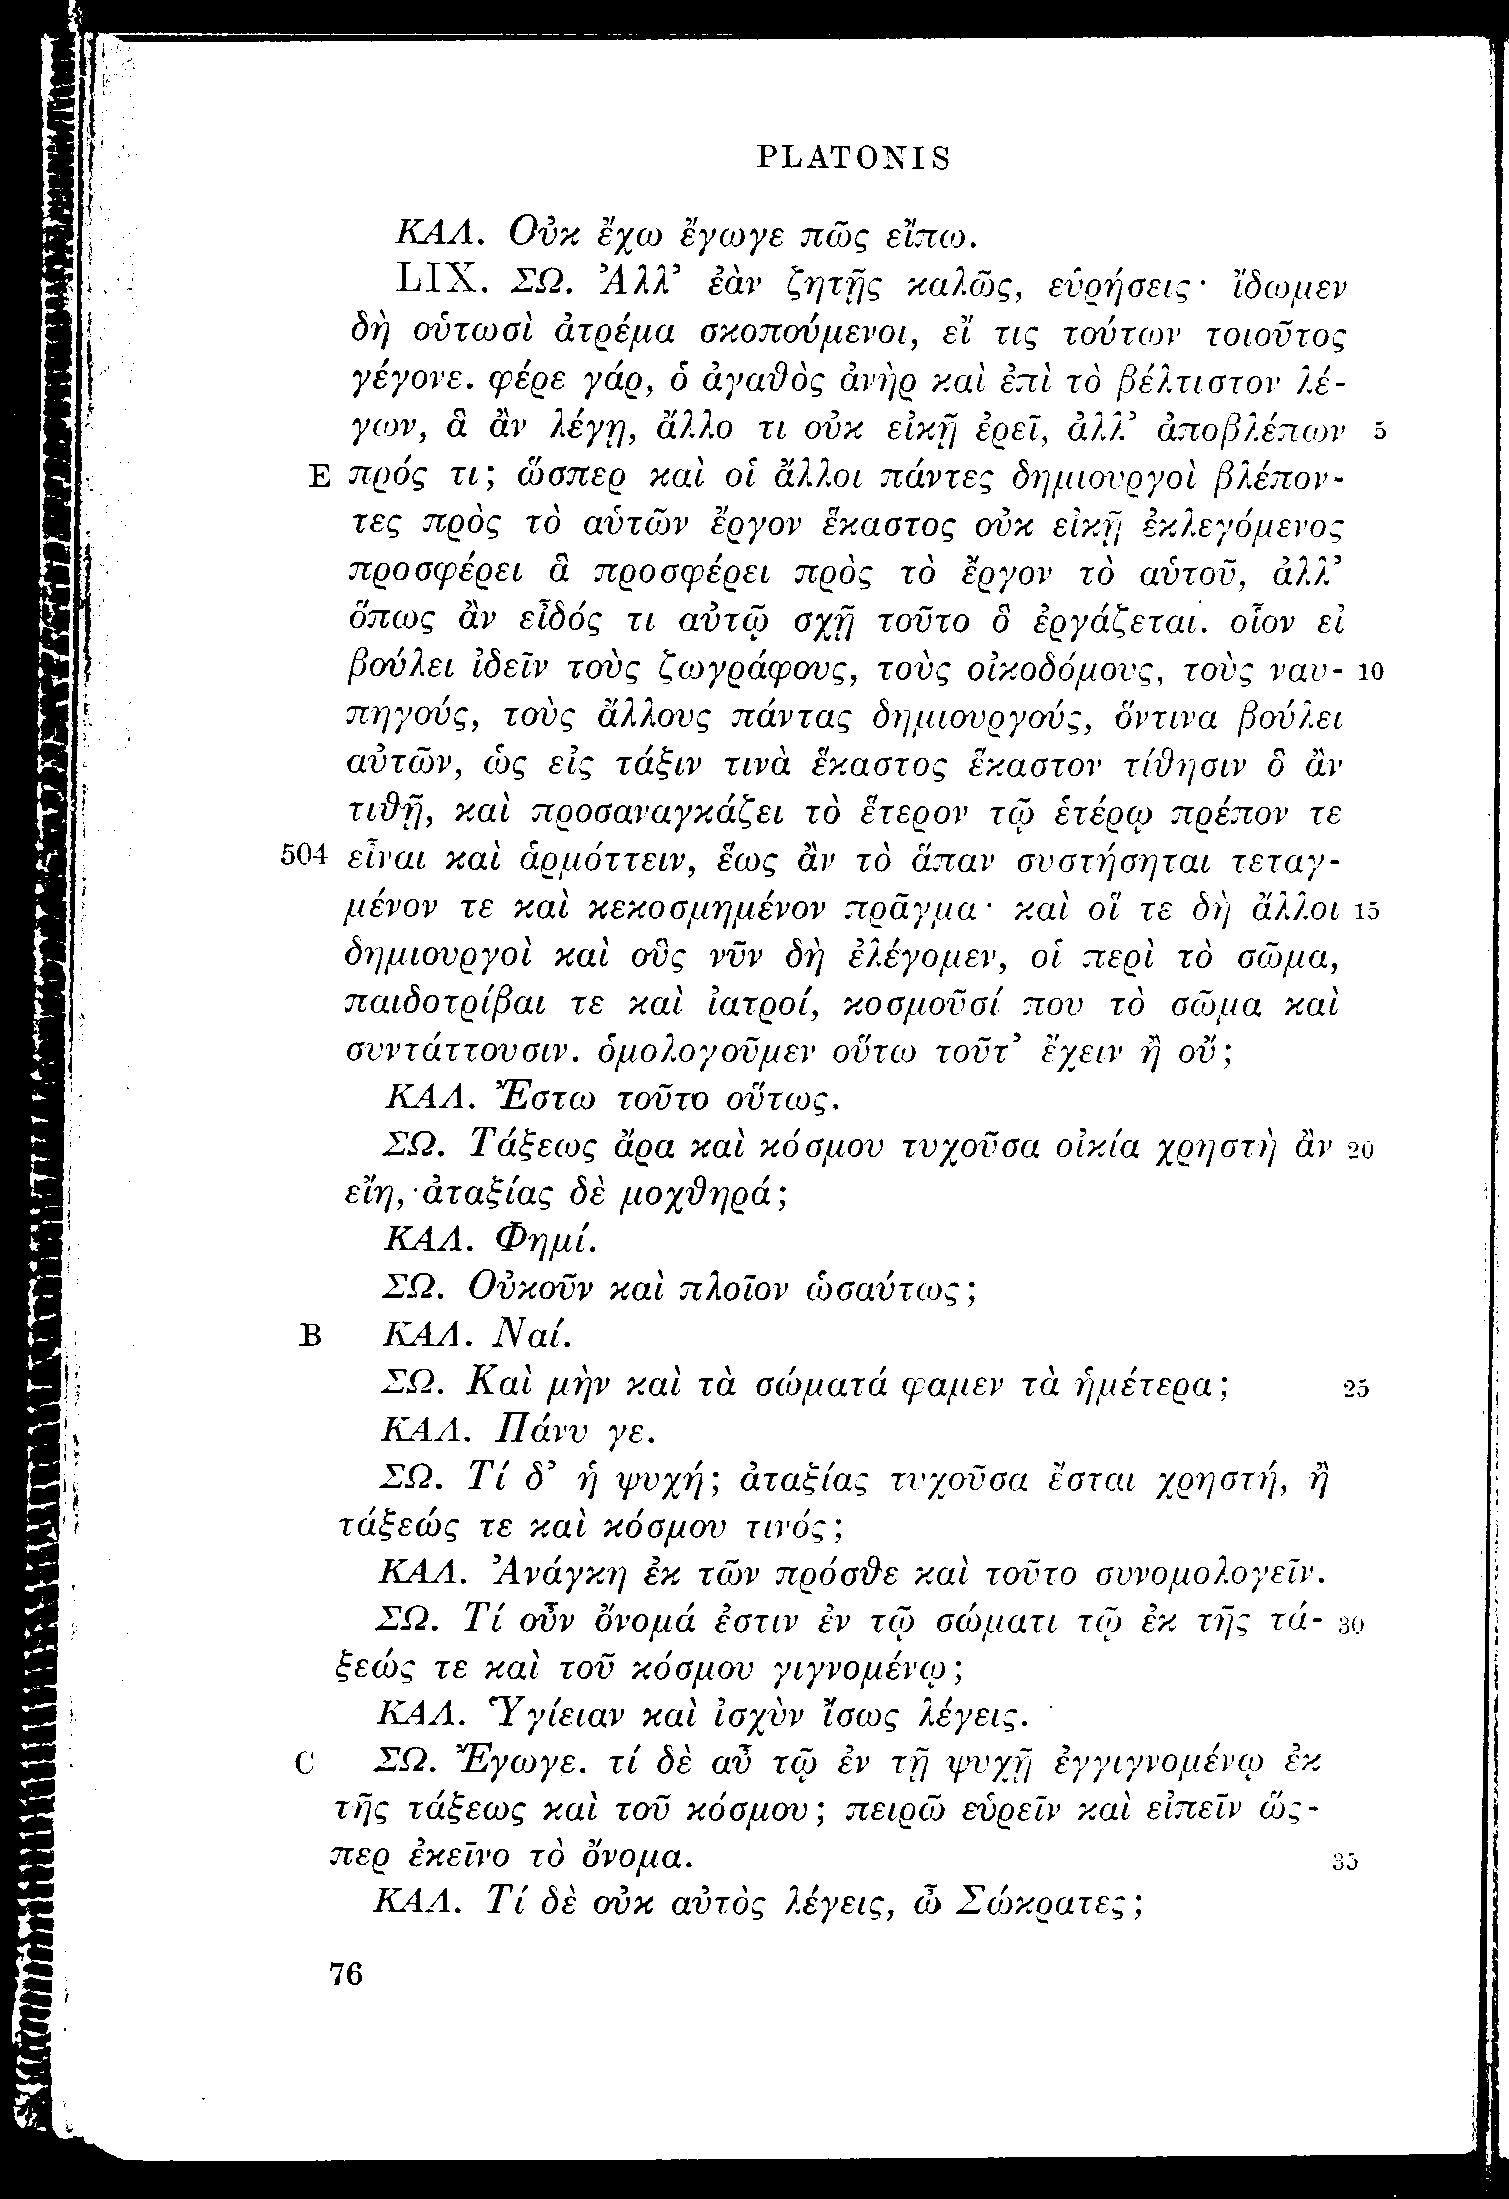 PLATONIS
ΚΑΛ. Οὐκ ἔχω ἔγωγε πῶς εἴπω.
LIX. ΣΩ. Ἀλλ’ ἐὰν ζητῇς καλῶς, εὑρήσεις· ἴδωμεν
δὴ οὑτωσὶ ἀτρέμα σκοπούμενοι, εἴ τις τούτων τοιοῦτος
γέγονε. φέρε γάρ, ὁ ἀγαθὸς ἀνὴρ καὶ ἐπὶ τὸ βέλτιστον λέ-
γων, ἃ ἂν λέγῃ, ἄλλο τι οὐκ εἰκῇ ἐρεῖ, ἀλλ’ ἀποβλέπων 5
E πρός τι; ὥσπερ καὶ οἱ ἄλλοι πάντες δημιουργοὶ βλέπον-
τες πρὸς τὸ αὑτῶν ἔργον ἕκαστος οὐκ εἰκῇ ἐκλεγόμενος
προσφέρει ἃ προσφέρει πρὸς τὸ ἔργον τὸ αὑτοῦ, ἀλλ’
ὅπως ἂν εἶδός τι αὐτῷ σχῇ τοῦτο ὃ ἐργάζεται. οἷον εἰ
βούλει ἰδεῖν τοὺς ζωγράφους, τοὺς οἰκοδόμους, τοὺς ναυ- 10
πηγούς, τοὺς ἄλλους πάντας δημιουργούς, ὅντινα βούλει
αὐτῶν, ὡς εἰς τάξιν τινὰ ἕκαστος ἕκαστον τίθησιν ὃ ἂν
τιθῇ, καὶ προσαναγκάζει τὸ ἕτερον τῷ ἑτέρῳ πρέπον τε
504 εἶναι καὶ ἁρμόττειν, ἕως ἂν τὸ ἅπαν συστήσηται τεταγ-
μένον τε καὶ κεκοσμημένον πρᾶγμα· καὶ οἵ τε δὴ ἄλλοι 15
δημιουργοὶ καὶ οὓς νῦν δὴ ἐλέγομεν, οἱ περὶ τὸ σῶμα,
παιδοτρίβαι τε καὶ ἰατροί, κοσμοῦσί που τὸ σῶμα καὶ
συντάττουσιν. ὁμολογοῦμεν οὕτω τοῦτ’ ἔχειν ἢ οὔ;
ΚΑΛ. Ἔστω τοῦτο οὕτως.
ΣΩ. Τάξεως ἄρα καὶ κόσμου τυχοῦσα οἰκία χρηστὴ ἂν 20
εἴη, ἀταξίας δὲ μοχθηρά;
ΚΑΛ. Φημί.
ΣΩ. Οὐκοῦν καὶ πλοῖον ὡσαύτως;
B ΚΑΛ. Ναί.
ΣΩ. Καὶ μὴν καὶ τὰ σώματά φαμεν τὰ ἡμέτερα; 25
ΚΑΛ. Πάνυ γε.
ΣΩ. Τί δ’ ἡ ψυχή; ἀταξίας τυχοῦσα ἔσται χρηστή, ἢ
τάξεώς τε καὶ κόσμου τινός;
ΚΑΛ. Ἀνάγκη ἐκ τῶν πρόσθε καὶ τοῦτο συνομολογεῖν.
ΣΩ. Τί οὖν ὄνομά ἐστιν ἐν τῷ σώματι τῷ ἐκ τῆς τά- 30
ξεώς τε καὶ τοῦ κόσμου γιγνομένῳ;
ΚΑΛ. Ὑγίειαν καὶ ἰσχὺν ἴσως λέγεις.
C ΣΩ. Ἔγωγε. τί δὲ αὖ τῷ ἐν τῇ ψυχῇ ἐγγιγνομένῳ ἐκ
τῆς τάξεως καὶ τοῦ κόσμου; πειρῶ εὑρεῖν καὶ εἰπεῖν ὥς-
περ ἐκεῖνο τὸ ὄνομα. 35
ΚΑΛ. Τί δὲ οὐκ αὐτὸς λέγεις, ὦ Σώκρατες;
76